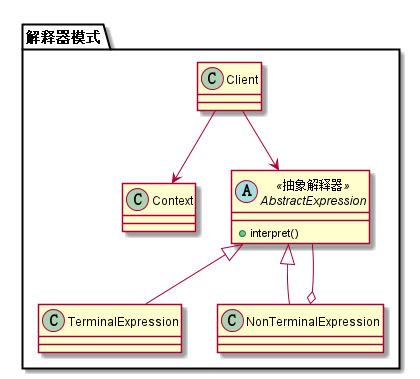 解释器模式
C Client
C Context
A «抽象解释器»
AbstractExpression
interpret()
C TerminalExpression
C NonTerminalExpression